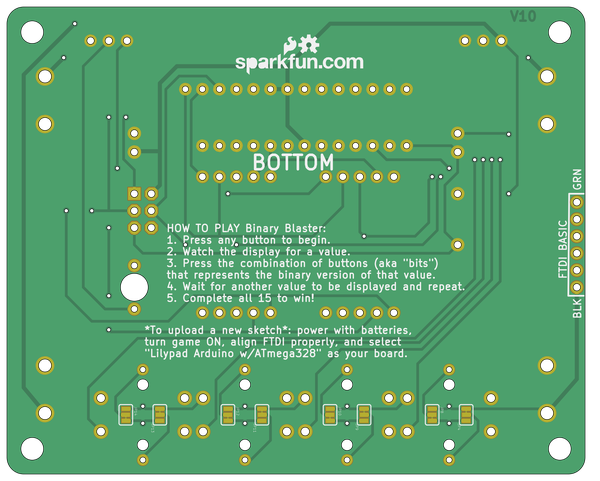 V10
sparkfun.com
BOTTOM
GRN
FTDI BASIC
BLK
HOW TO PLAY Binary Blaster:
1. Press any button to begin.
2. Watch the display for a value.
3. Press the combination of buttons (aka "bits")
that represents the binary version of that value.
4. Wait for another value to be displayed and repeat.
5. Complete all 15 to win!
*To upload a new sketch*: power with batteries,
turn game ON, align FTDI properly, and select
"Lilypad Arduino w/ATmega328" as your board.